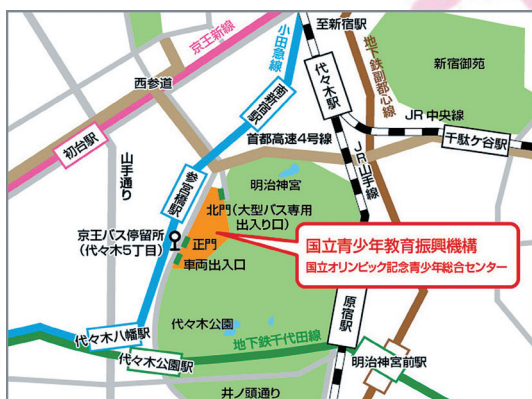 至新宿駅
京王新線
小田急線
地下鉄副都心線
新宿御苑
西参道
南新宿駅
代々木駅
JR中央線
千駄ケ谷駅
首都高速4号線
初台駅
山手通り
JR山手線
参宮橋駅
明治神宮
北門(大型バス専用
出入り口)
京王バス停留所
(代々木5丁目)
正門
車両出入口
国立青少年教育振興機構
国立オリンピック記念青少年総合センター
原宿駅
代々木公園
代々木八幡駅
代々木公園駅
地下鉄千代田線
明治神宮前駅
井ノ頭通り